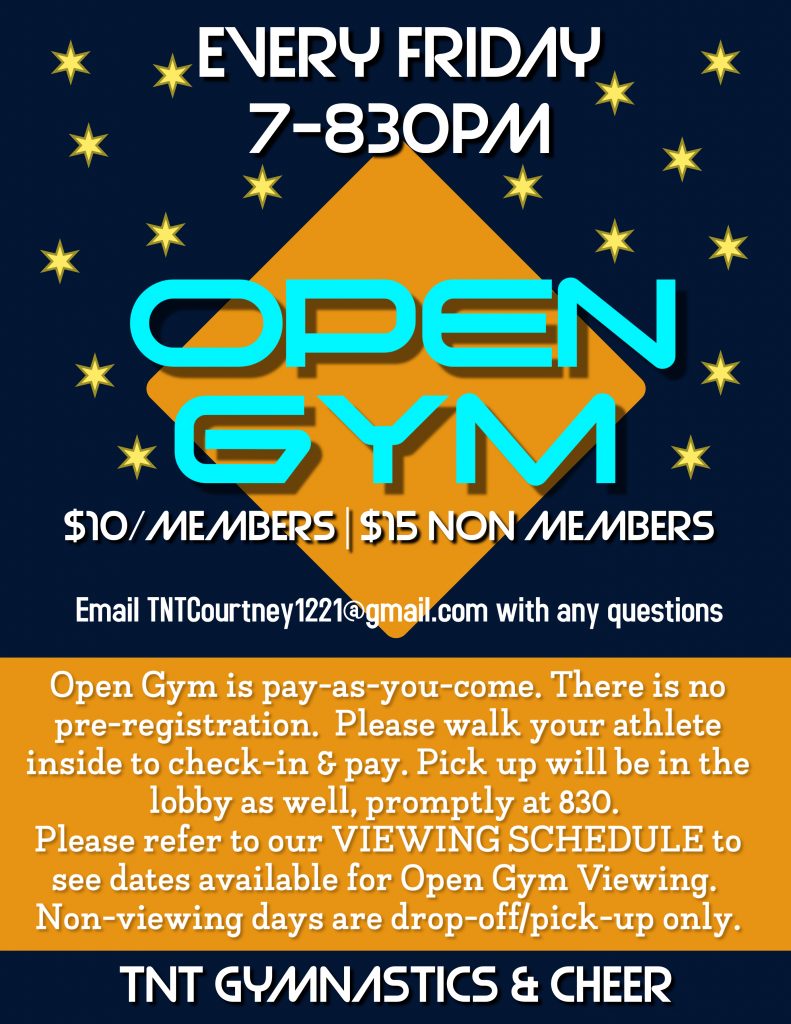 EVERY FRIDAY
7-830PM
OPEN
GYM
$10/MEMBERS | $15 NON MEMBERS
Email TNTCourtney1221@gmail.com with any questions
Open Gym is pay-as-you-come. There is no
pre-registration.  Please walk your athlete
inside to check-in & pay. Pick up will be in the
lobby as well, promptly at 830.
Please refer to our VIEWING SCHEDULE to
see dates available for Open Gym Viewing.
Non-viewing days are drop-off/pick-up only.
TNT GYMNASTICS & CHEER